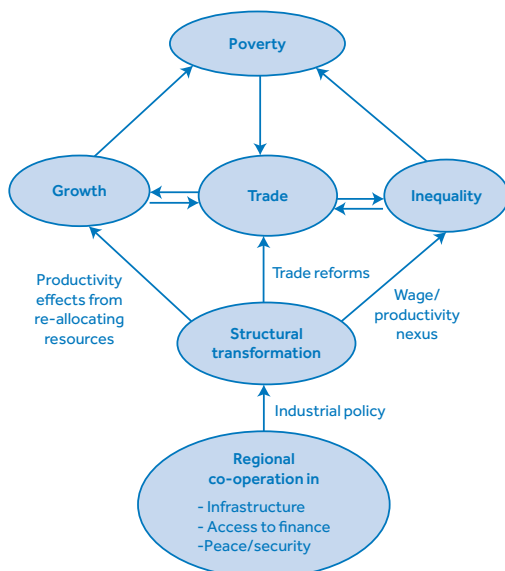 Poverty
Growth
Trade
Inequality
Productivity
effects from
re-allocating
resources
Trade reforms
Wage/
productivity
nexus
Structural
transformation
Industrial policy
Regional
co-operation in
- Infrastructure
- Access to finance
-Peace/security